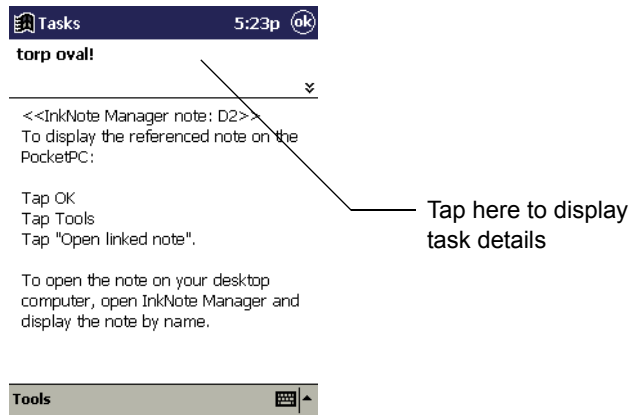 Tasks 5:23p ok
torp oval!
<<InkNote Manager note: D2>>
To display the referenced note on the
PocketPC:
Tap OK
Tap Tools
Tap "Open linked note".
To open the note on your desktop
computer, open InkNote Manager and
display the note by name.
Tools
Tap here to display
task details